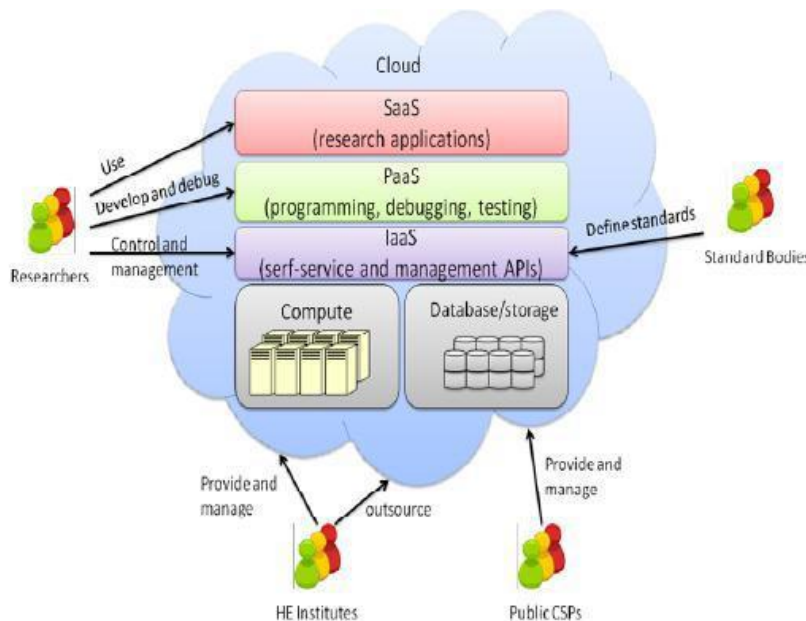 Cloud
SaaS
(research applications)
Use
PaaS
(programming, debugging, testing)
Develop and debug
IaaS
(serf-service and management APIs)
Control and
management
Researchers
Define standards
Standard Bodies
Compute
Database/storage
Provide and
manage
outsource
Provide and
manage
HE Institutes
Public CSPs